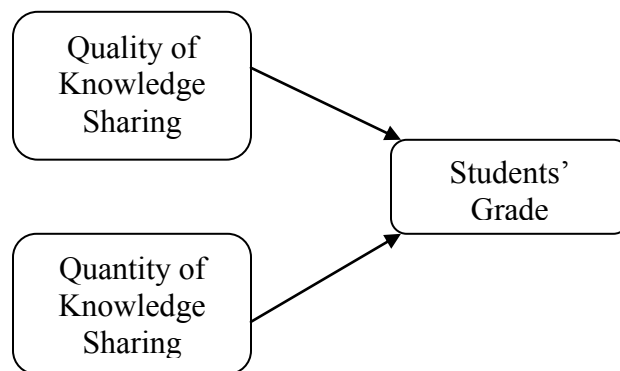 Quality of
Knowledge
Sharing
Students’
Grade
Quantity of
Knowledge
Sharing